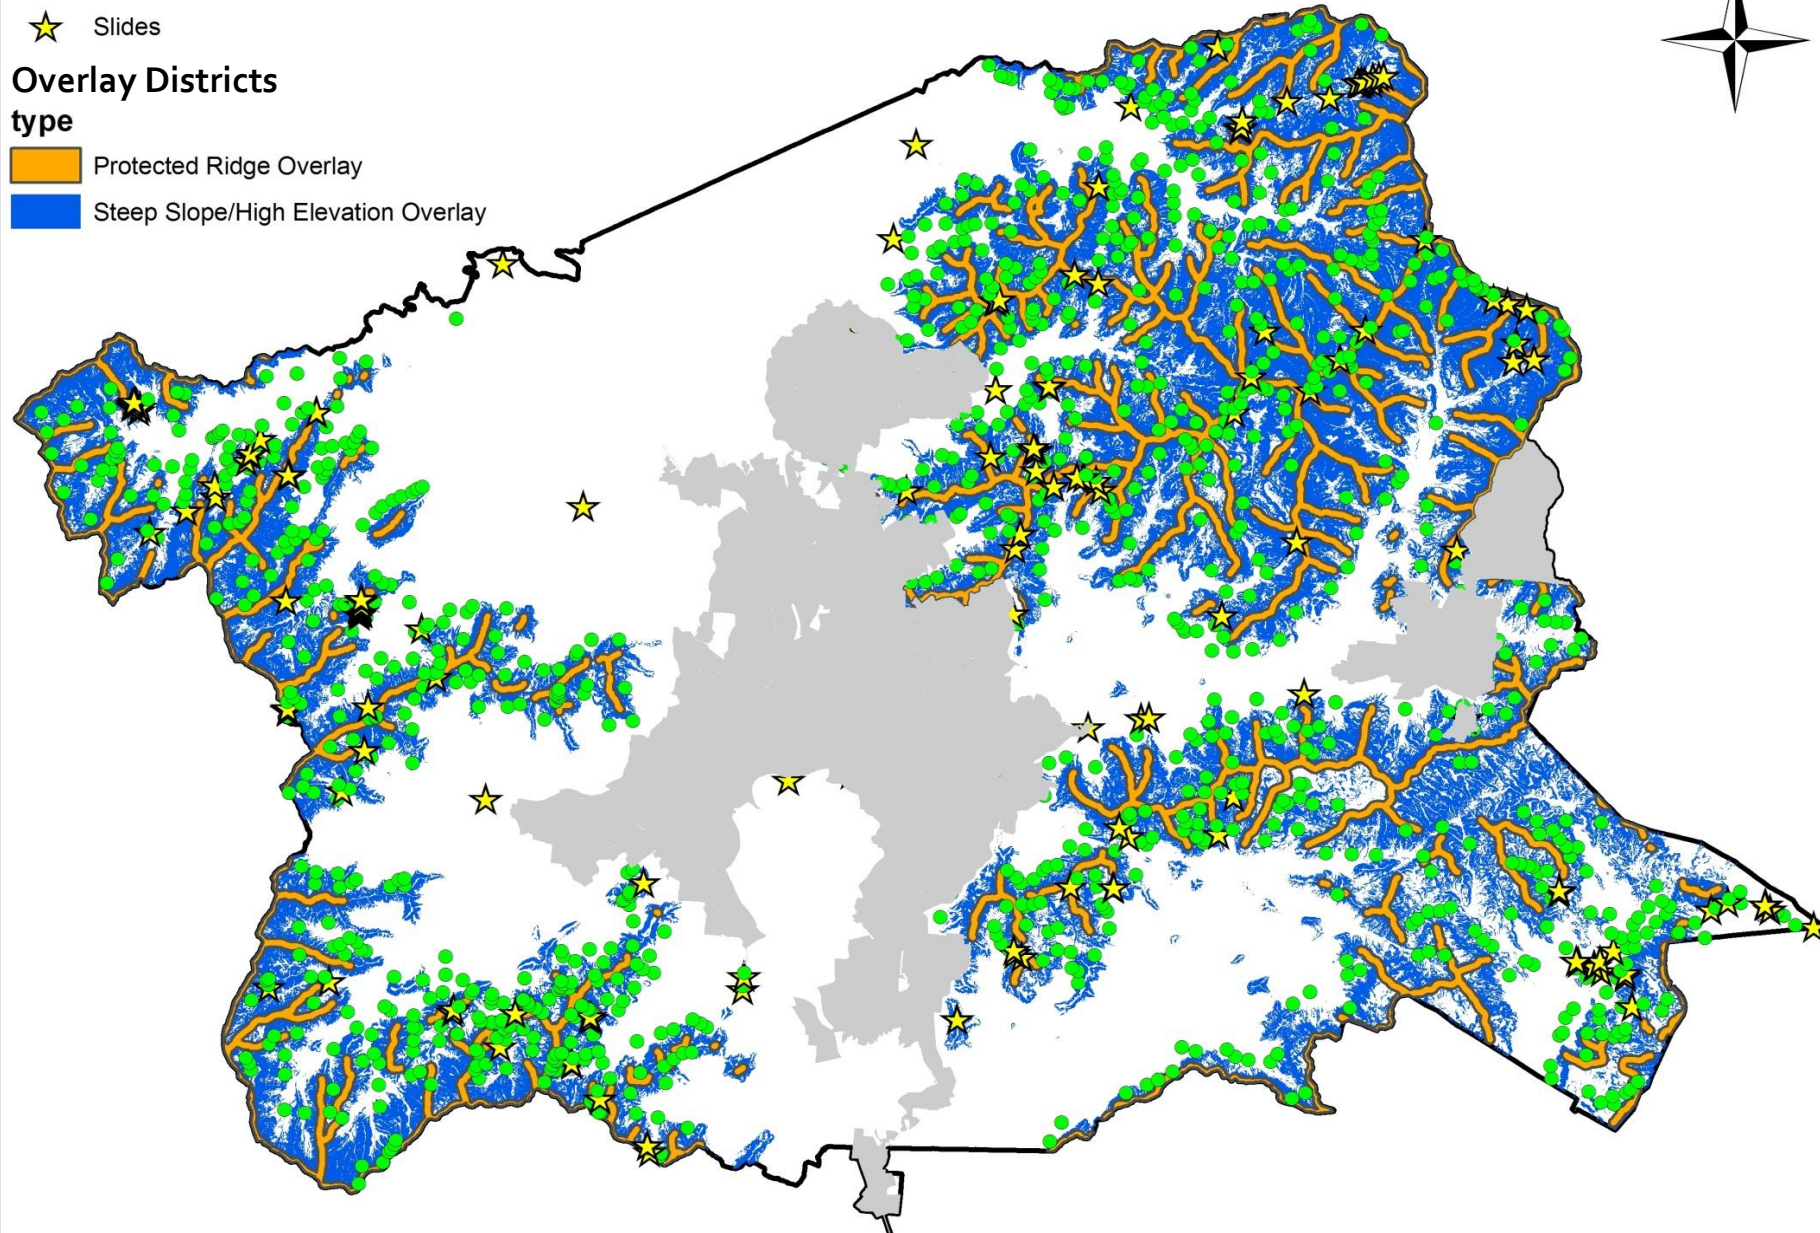 Slides
Overlay Districts
type
Protected Ridge Overlay
Steep Slope/High Elevation Overlay